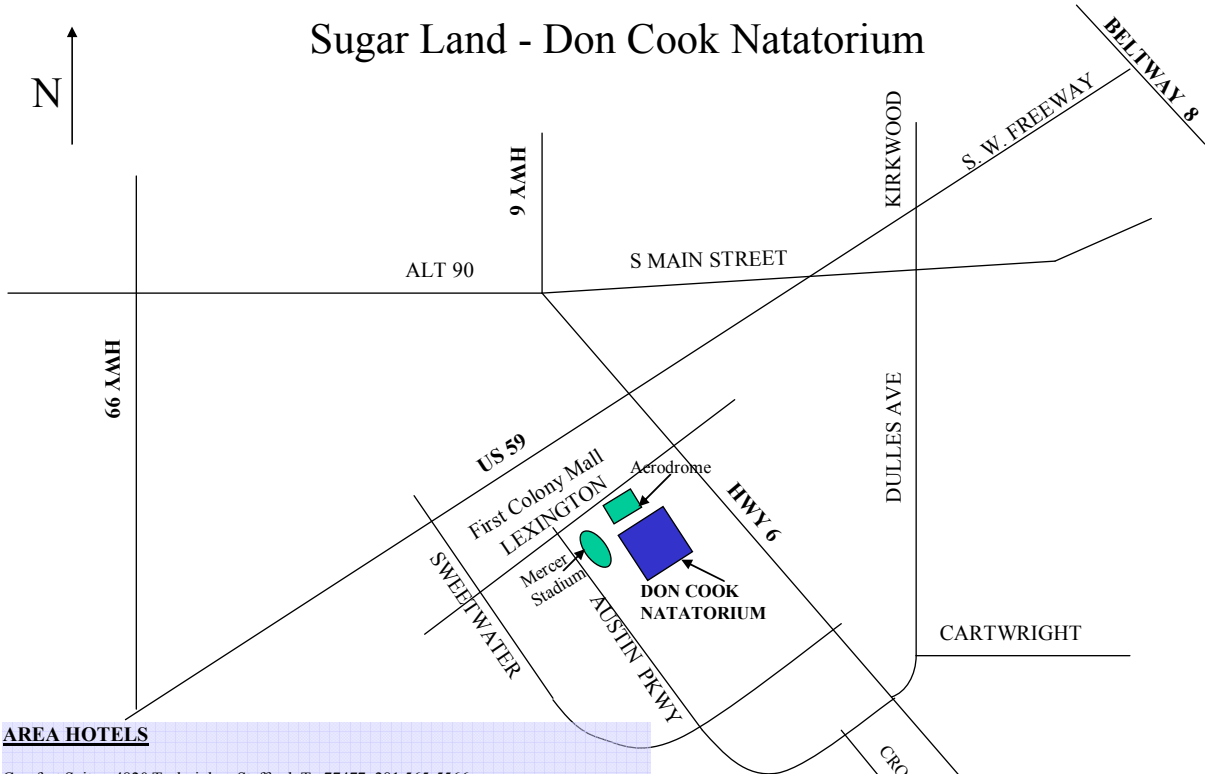 Sugar Land - Don Cook Natatorium
N
BELTWAY 8
KIRKWOOD
S. W. FREEWAY
HWY 6
S MAIN STREET
ALT 90
HWY 99
DULLES AVE
US 59
First Colony Mall
LEXINGTON
Aerodrome
HWY 6
Mercer
Stadium
SWEETWATER
DON COOK
NATATORIUM
AUSTIN PKWY
CARTWRIGHT
CRO
AREA HOTELS